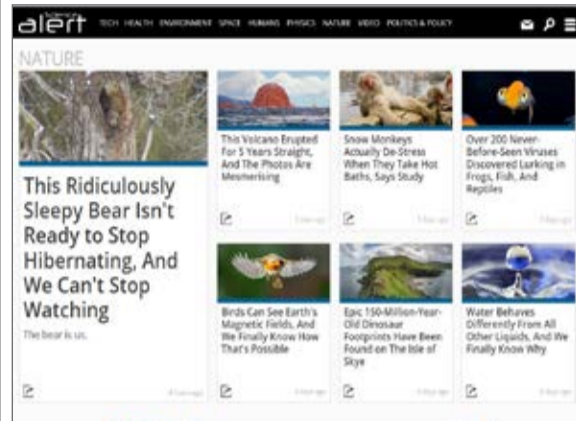 science
alert TECH HEALTH ENVIRONMENT SPACE HUMANS PHYSICS NATURE VIDEO POLITICS & POLICY
NATURE
This Ridiculously
Sleepy Bear Isn't
Ready to Stop
Hibernating, And
We Can't Stop
Watching
The bear is us.
This Volcano Erupted
For 5 Years Straight,
And The Photos Are
Mesmerising
Snow Monkeys
Actually De-Stress
When They Take Hot
Baths, Says Study
Over 200 Never-
Before-Seen Viruses
Discovered Lurking in
Frogs, Fish, And
Reptiles
Birds Can See Earth's
Magnetic Fields, And
We Finally Know How
That's Possible
Epic 150-Million-Year-
Old Dinosaur
Footprints Have Been
Found on The Isle of
Skye
Water Behaves
Differently From All
Other Liquids, And We
Finally Know Why